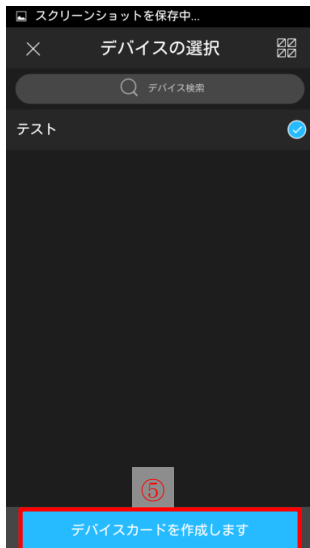 スクリーンショットを保存中...
デバイスの選択
デバイス検索
テスト
⑤
デバイスカードを作成します